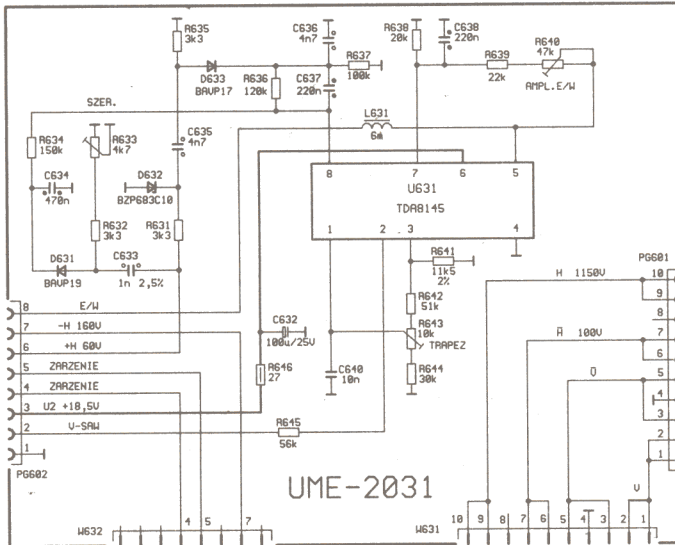 R635
3k3
C636
4n7
R638
20k
C638
220n
R640
47k
R639
22k
AMPL.E/W
D633
BAVP17
R636
120k
C637
220n
R637
100k
SZER.
R634
150k
R633
4k7
C635
4n7
L631
6m
C634
470n
D632
BZP683C10
R632
3k3
R631
3k3
D631
BAVP19
C633
1n 2,5%
8 7 6 5
U631
TDA8145
1 2 3 4
R641
11k5
2%
R642
51k
R643
10k
TRAPEZ
R644
30k
C640
10n
C632
100u/25V
R646
27
R645
56k
8 E/W
7 -H 160V
6 +H 60V
5 ZARZENIE
4 ZARZENIE
3 U2 +18,5V
2 V-SAW
1
PG602
PG601
H 1150V 10
9
8
100V 7
6
5
4
3
2
1
V
UME-2031
W632
4 5 7
W631
10 9 8 7 6 5 4 3 2 1